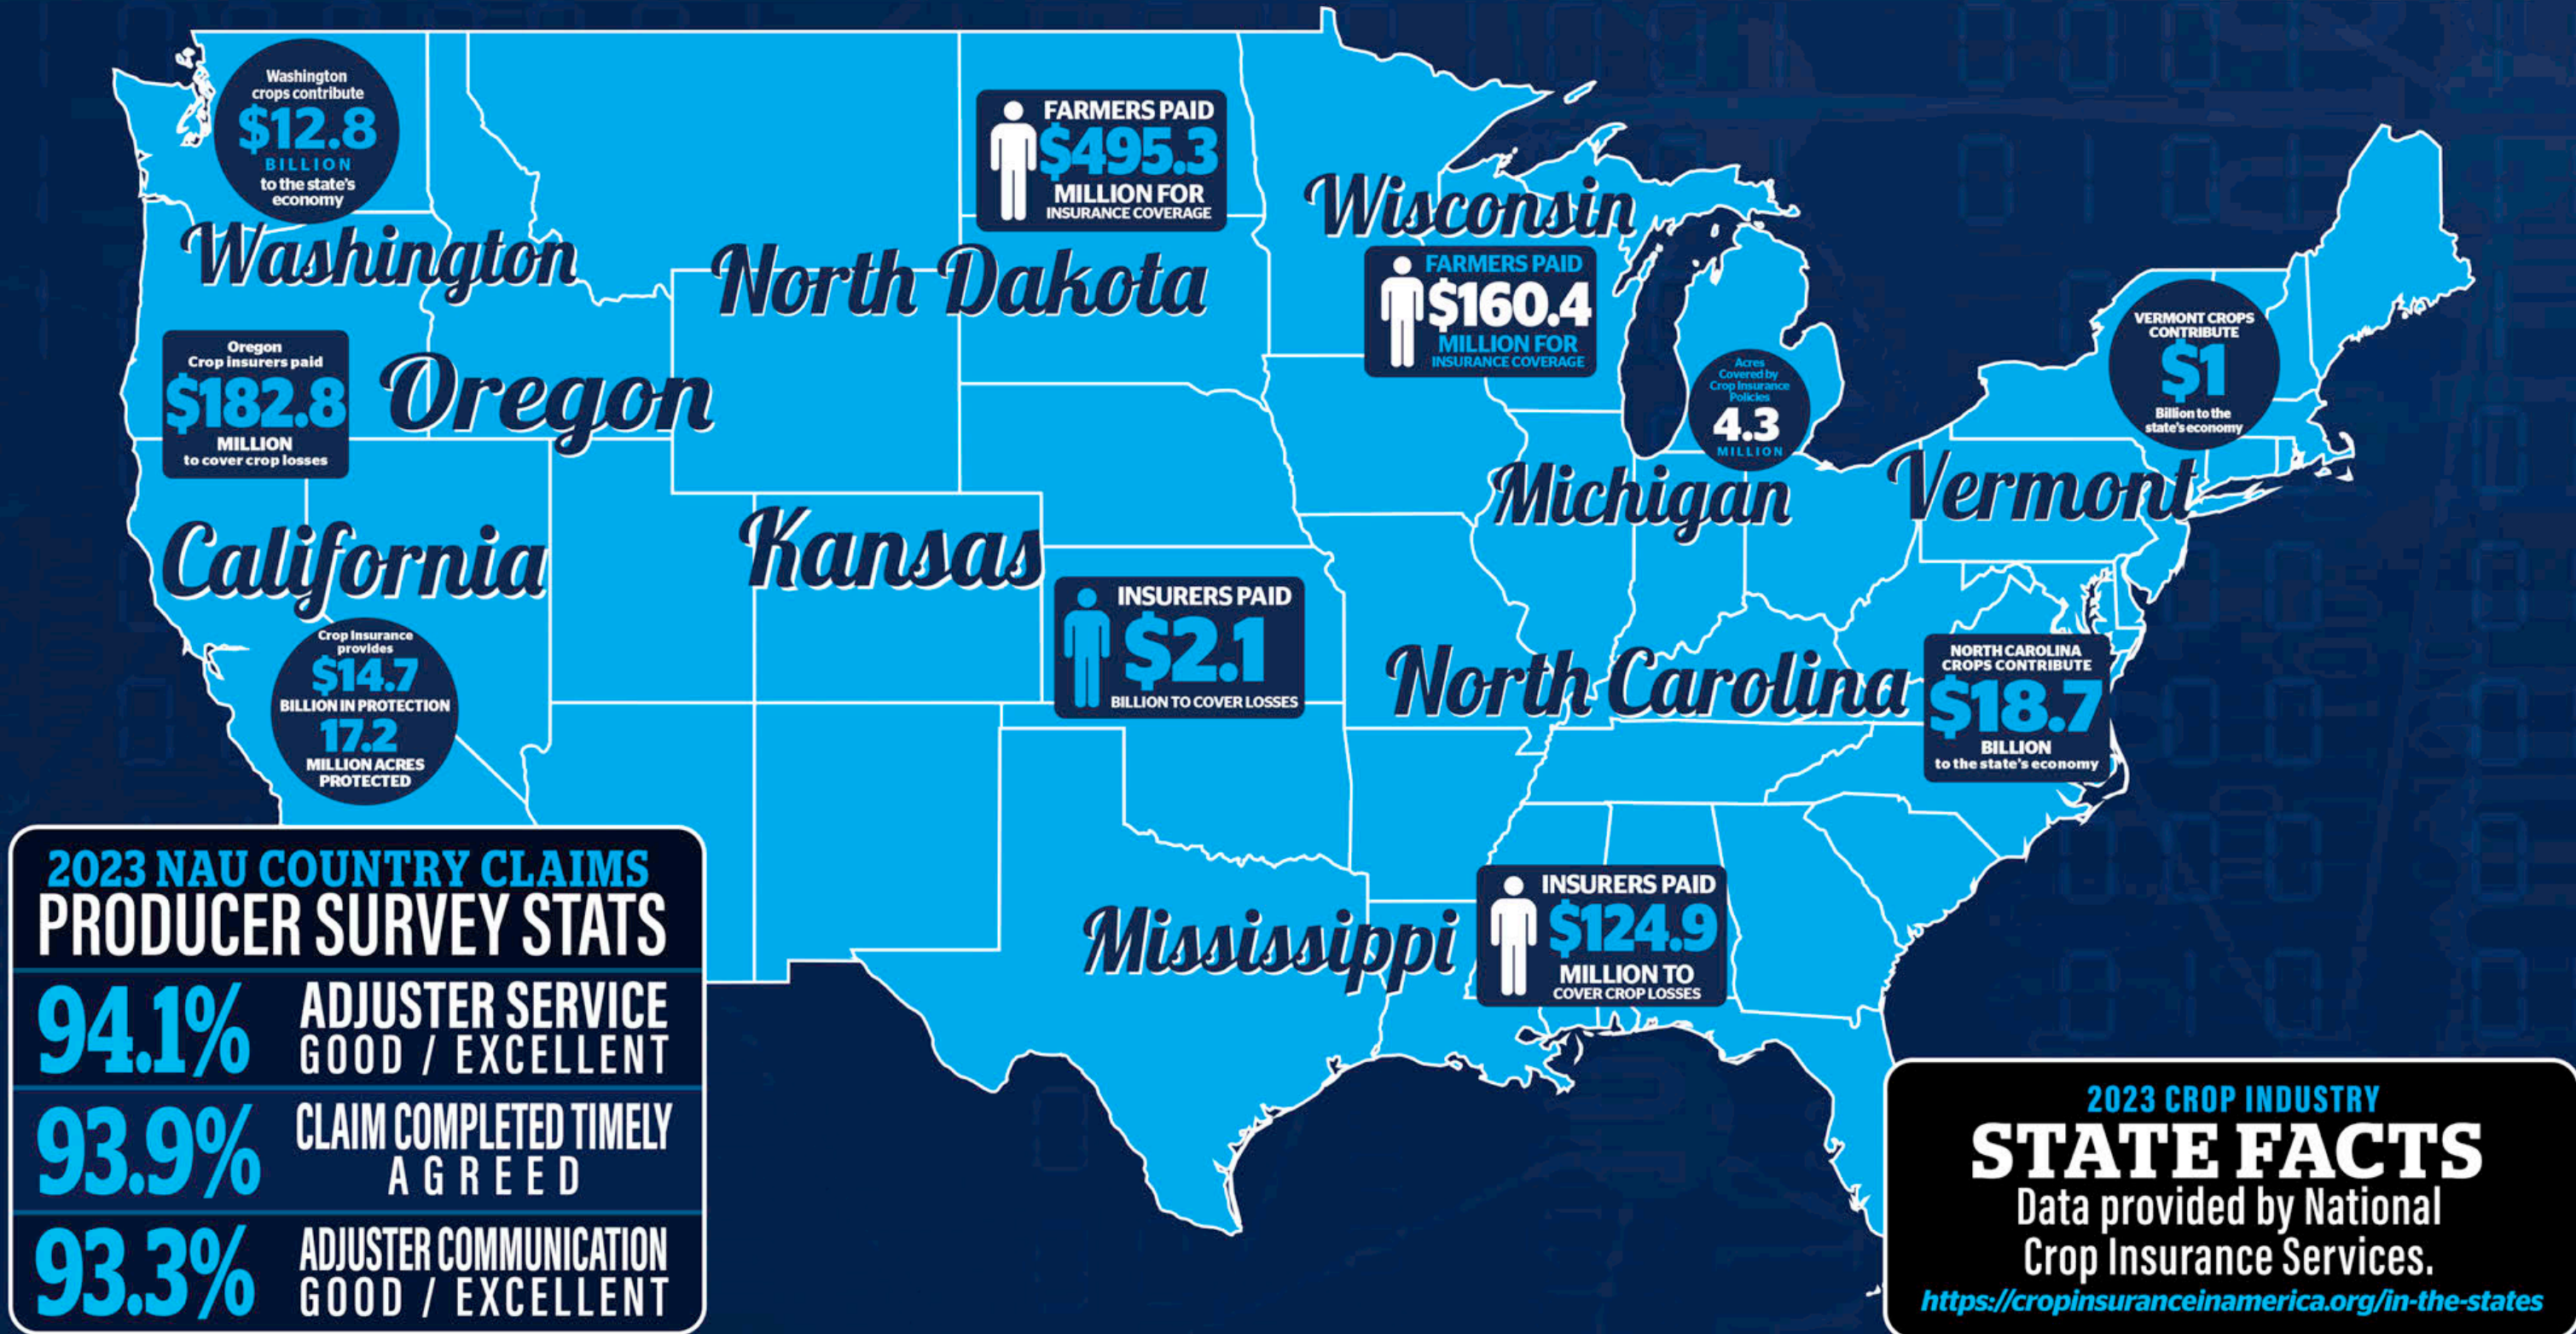 Washington
crops contribute
$12.8
BILLION
to the state's
economy
Washington
FARMERS PAID
$495.3
MILLION FOR
INSURANCE COVERAGE
North Dakota
Wisconsin
FARMERS PAID
$160.4
MILLION FOR
INSURANCE COVERAGE
Oregon
Crop insurers paid
$182.8
MILLION
to cover crop losses
Oregon
Acres
Covered by
Crop Insurance
Policies
4.3
MILLION
Michigan
VERMONT CROPS
CONTRIBUTE
$1
Billion to the
state's economy
Vermont
California
Crop Insurance
provides
$14.7
BILLION IN PROTECTION
17.2
MILLION ACRES
PROTECTED
Kansas
INSURERS PAID
$2.1
BILLION TO COVER LOSSES
North Carolina
NORTH CAROLINA
CROPS CONTRIBUTE
$18.7
BILLION
to the state's economy
Mississippi
INSURERS PAID
$124.9
MILLION TO
COVER CROP LOSSES
2023 NAU COUNTRY CLAIMS
PRODUCER SURVEY STATS
94.1% ADJUSTER SERVICE
GOOD / EXCELLENT
93.9% CLAIM COMPLETED TIMELY
AGREED
93.3% ADJUSTER COMMUNICATION
GOOD / EXCELLENT
2023 CROP INDUSTRY
STATE FACTS
Data provided by National
Crop Insurance Services.
https://cropinsuranceinamerica.org/in-the-states